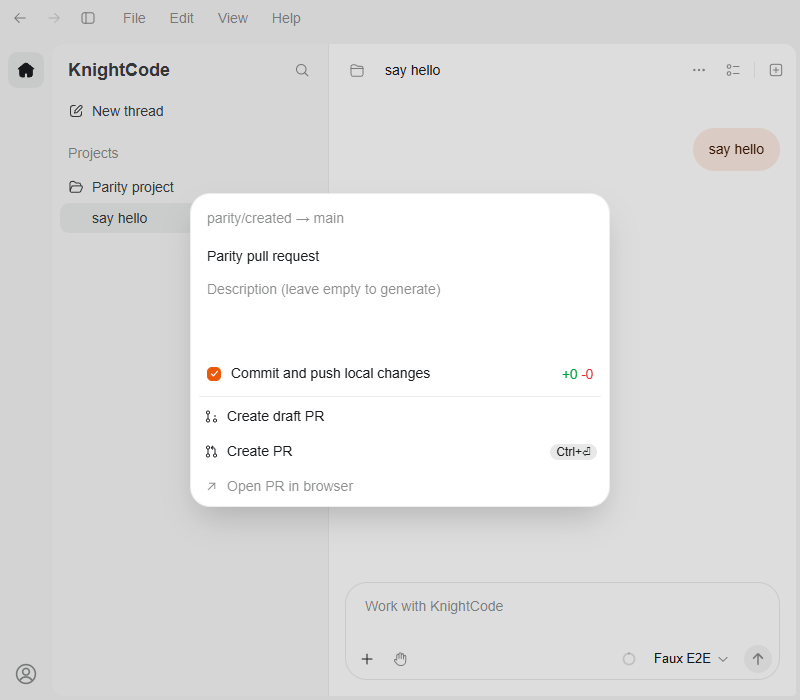 File Edit View Help
KnightCode
New thread
Projects
Parity project
say hello
say hello
say hello
parity/created → main
Parity pull request
Description (leave empty to generate)
Commit and push local changes +0 -0
Create draft PR
Create PR Ctrl+⏎
Open PR in browser
Work with KnightCode
Faux E2E